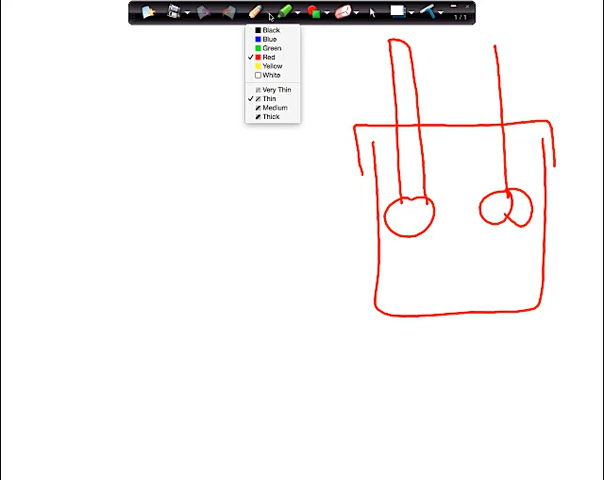 1 / 1
Black
Blue
Green
Red
Yellow
White
Very Thin
Thin
Medium
Thick